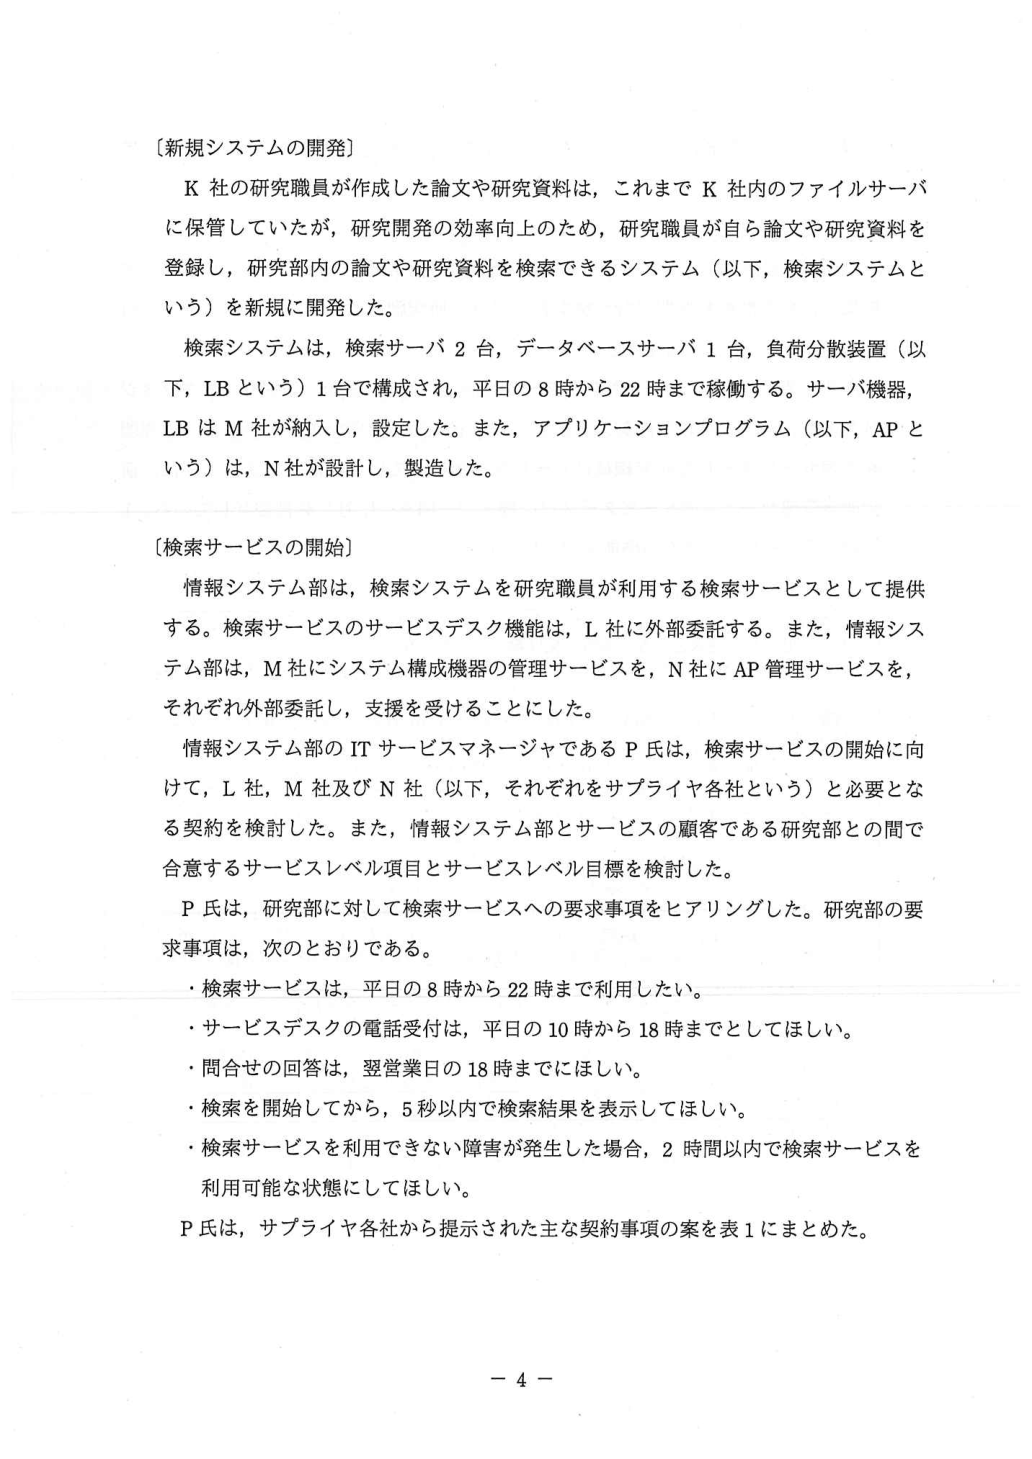 〔新規システムの開発〕
K 社の研究職員が作成した論文や研究資料は，これまで K 社内のファイルサーバ
に保管していたが，研究開発の効率向上のため，研究職員が自ら論文や研究資料を
登録し，研究部内の論文や研究資料を検索できるシステム（以下，検索システムと
いう）を新規に開発した。
検索システムは，検索サーバ 2 台，データベースサーバ 1 台，負荷分散装置（以
下，LB という）1 台で構成され，平日の 8 時から 22 時まで稼働する。サーバ機器，
LB は M 社が納入し，設定した。また，アプリケーションプログラム（以下，AP と
いう）は，N 社が設計し，製造した。
〔検索サービスの開始〕
情報システム部は，検索システムを研究職員が利用する検索サービスとして提供
する。検索サービスのサービスデスク機能は，L 社に外部委託する。また，情報シス
テム部は，M 社にシステム構成機器の管理サービスを，N 社に AP 管理サービスを，
それぞれ外部委託し，支援を受けることにした。
情報システム部の IT サービスマネージャである P 氏は，検索サービスの開始に向
けて，L 社，M 社及び N 社（以下，それぞれをサプライヤ各社という）と必要とな
る契約を検討した。また，情報システム部とサービスの顧客である研究部との間で
合意するサービスレベル項目とサービスレベル目標を検討した。
P 氏は，研究部に対して検索サービスへの要求事項をヒアリングした。研究部の要
求事項は，次のとおりである。
・検索サービスは，平日の 8 時から 22 時まで利用したい。
・サービスデスクの電話受付は，平日の 10 時から 18 時までとしてほしい。
・問合せの回答は，翌営業日の 18 時までにほしい。
・検索を開始してから，5 秒以内で検索結果を表示してほしい。
・検索サービスを利用できない障害が発生した場合，2 時間以内で検索サービスを
利用可能な状態にしてほしい。
P 氏は，サプライヤ各社から提示された主な契約事項の案を表 1 にまとめた。
－ 4 －